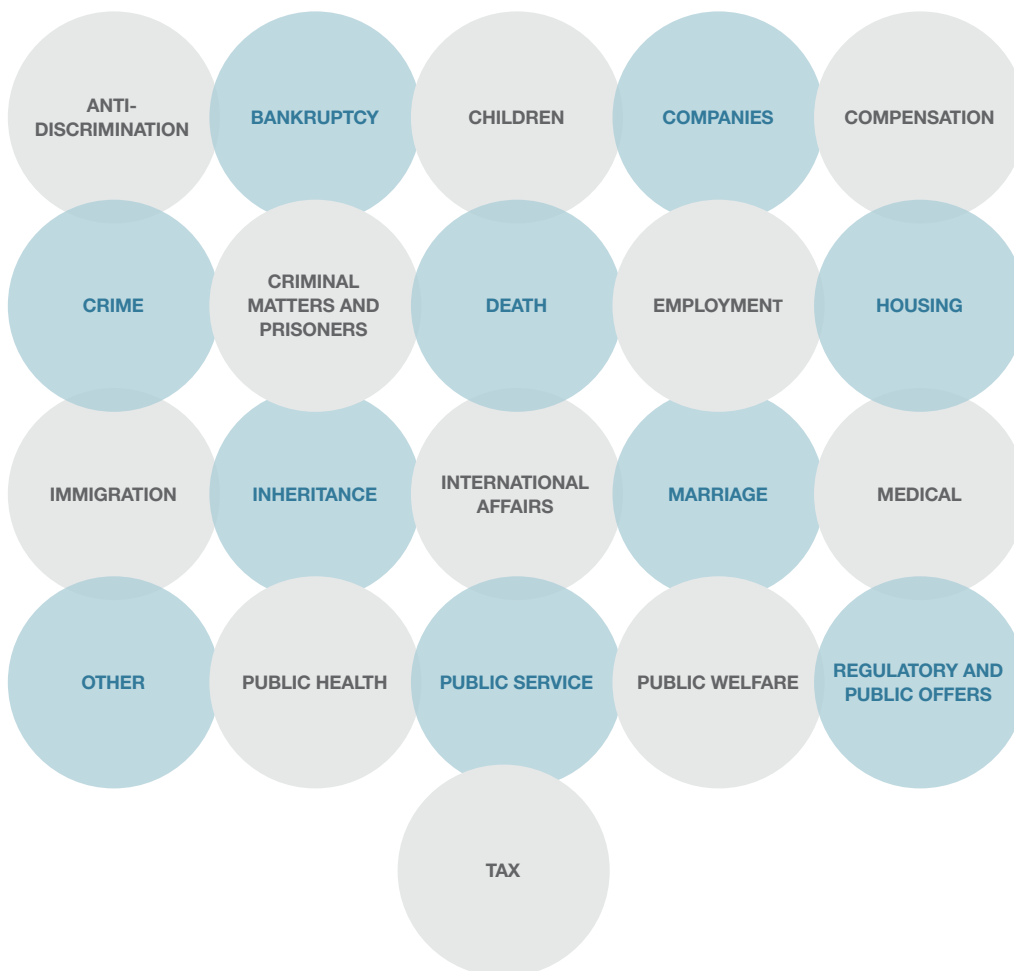 ANTI-
DISCRIMINATION
BANKRUPTCY
CHILDREN
COMPANIES
COMPENSATION
CRIME
CRIMINAL
MATTERS AND
PRISONERS
DEATH
EMPLOYMENT
HOUSING
IMMIGRATION
INHERITANCE
INTERNATIONAL
AFFAIRS
MARRIAGE
MEDICAL
OTHER
PUBLIC HEALTH
PUBLIC SERVICE
PUBLIC WELFARE
REGULATORY AND
PUBLIC OFFERS
TAX